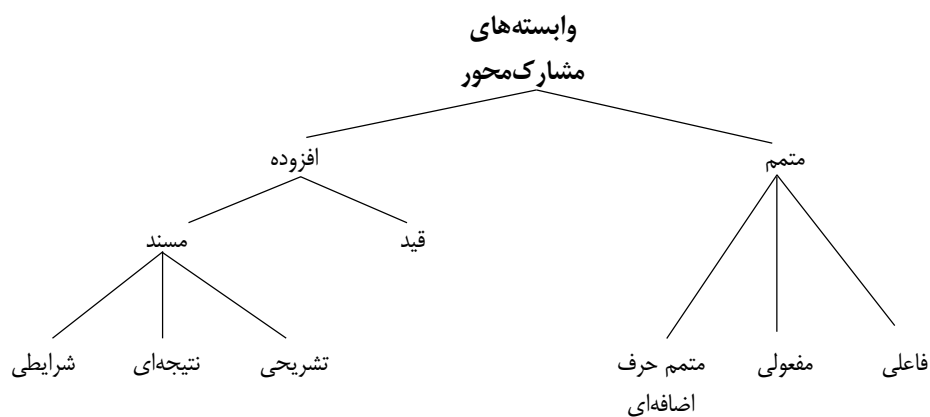 وابسته‌های
مشارک‌محور
متمم
افزوده
قید
مسند
فاعلی
مفعولی
متمم حرف
اضافه‌ای
تشریحی
نتیجه‌ای
شرایطی